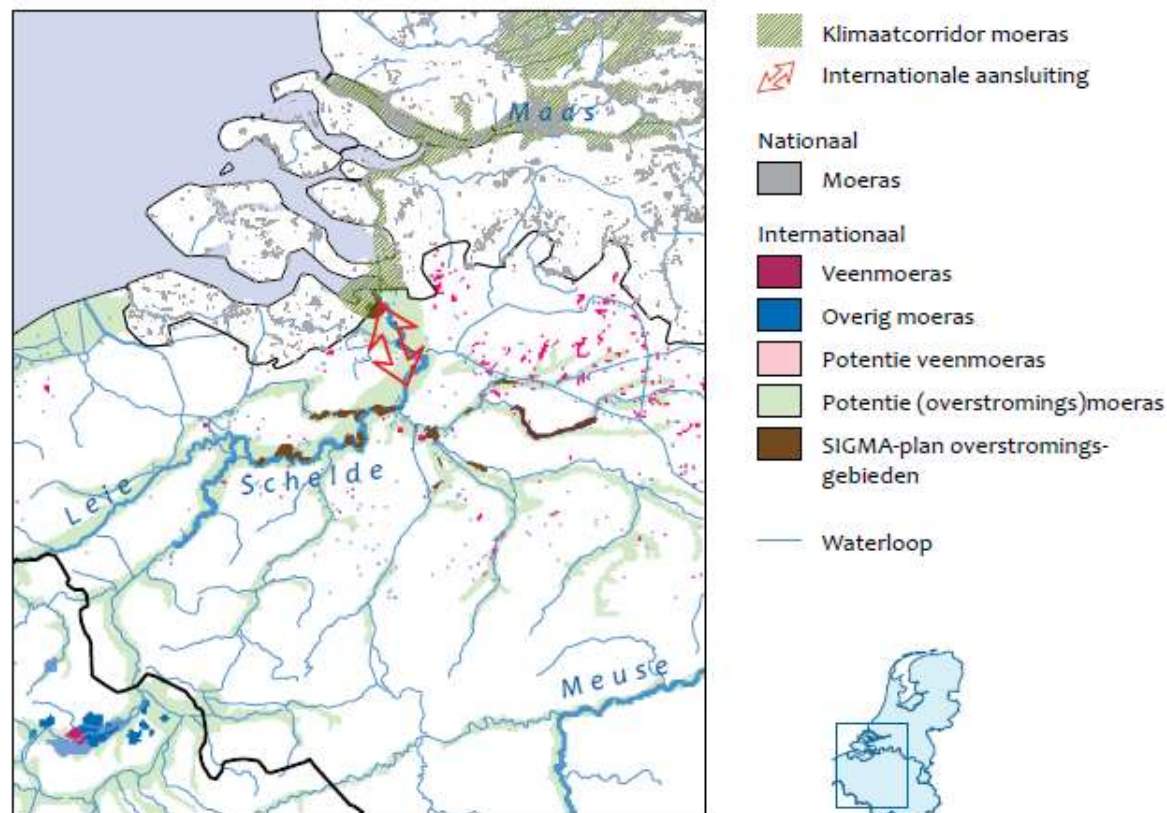 Maas
Leie
Schelde
Meuse
Klimaatcorridor moeras
Internationale aansluiting
Nationaal
Moeras
Internationaal
Veenmoeras
Overig moeras
Potentie veenmoeras
Potentie (overstromings)moeras
SIGMA-plan overstromings-
gebieden
Waterloop